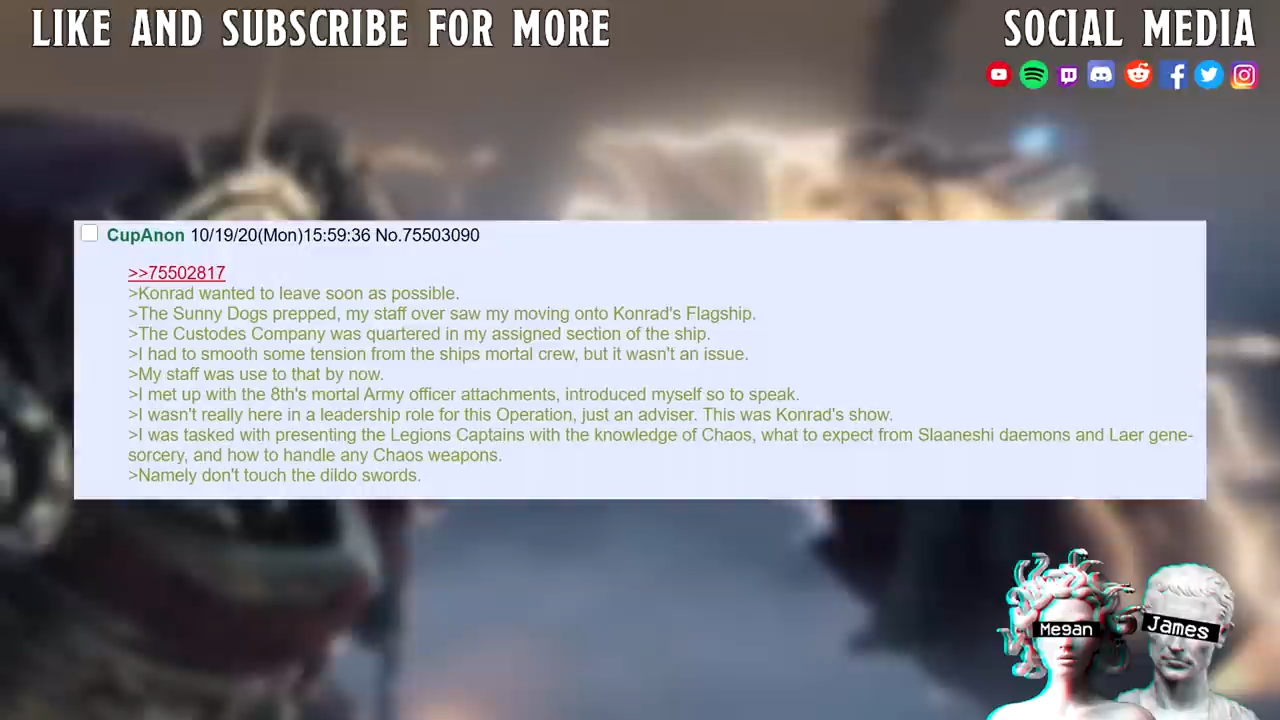 LIKE AND SUBSCRIBE FOR MORE
SOCIAL MEDIA
CupAnon 10/19/20(Mon)15:59:36 No.75503090
>>75502817
>Konrad wanted to leave soon as possible.
>The Sunny Dogs prepped, my staff over saw my moving onto Konrad's Flagship.
>The Custodes Company was quartered in my assigned section of the ship.
>I had to smooth some tension from the ships mortal crew, but it wasn't an issue.
>My staff was use to that by now.
>I met up with the 8th's mortal Army officer attachments, introduced myself so to speak.
>I wasn't really here in a leadership role for this Operation, just an adviser. This was Konrad's show.
>I was tasked with presenting the Legions Captains with the knowledge of Chaos, what to expect from Slaaneshi daemons and Laer gene-
sorcery, and how to handle any Chaos weapons.
>Namely don't touch the dildo swords.
Megan
James